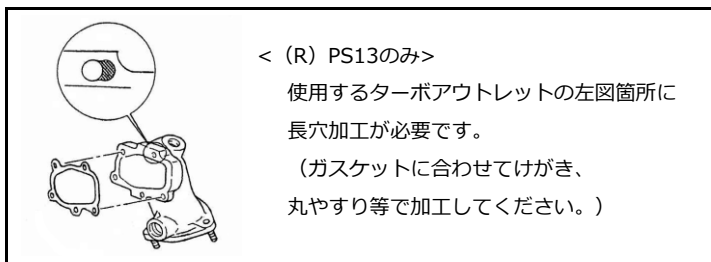 <（R）PS13のみ>
使用するターボアウトレットの左図箇所に
長穴加工が必要です。
（ガスケットに合わせてけがき、
丸やすり等で加工してください。）